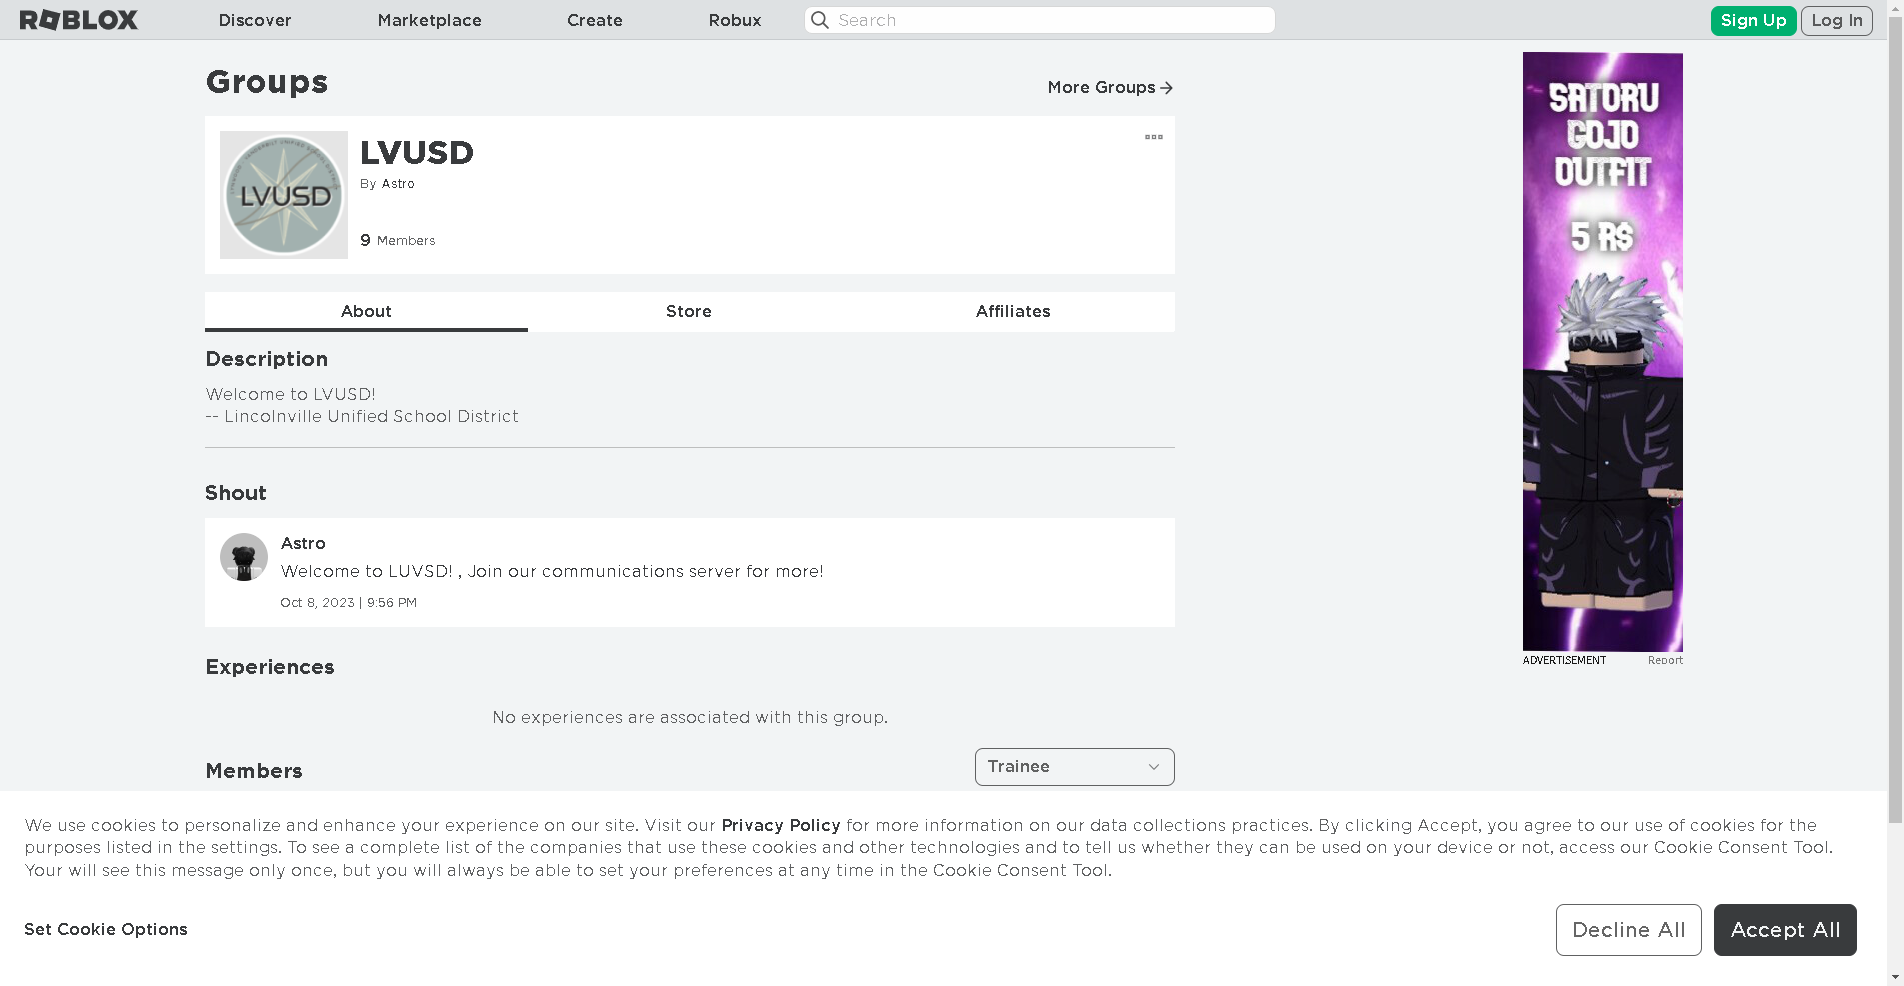 ROBLOX Discover Marketplace Create Robux Search Sign Up Log In
Groups
More Groups
LVUSD
LVUSD
By Astro
9 Members
About Store Affiliates
Description
Welcome to LVUSD!
-- Lincolnville Unified School District
Shout
Astro
Welcome to LUVSD! , Join our communications server for more!
Oct 8, 2023 | 9:56 PM
Experiences
No experiences are associated with this group.
Members
Trainee
SATORU
GOJO
OUTFIT
5 R$
ADVERTISEMENT Report
We use cookies to personalize and enhance your experience on our site. Visit our Privacy Policy for more information on our data collections practices. By clicking Accept, you agree to our use of cookies for the
purposes listed in the settings. To see a complete list of the companies that use these cookies and other technologies and to tell us whether they can be used on your device or not, access our Cookie Consent Tool.
Your will see this message only once, but you will always be able to set your preferences at any time in the Cookie Consent Tool.
Set Cookie Options
Decline All Accept All